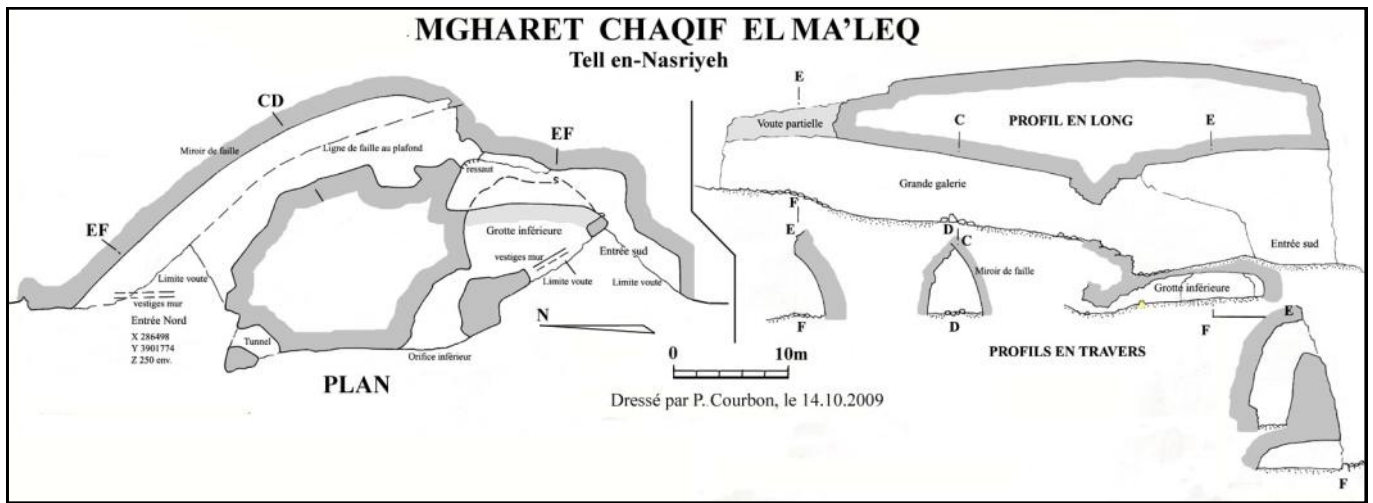 MGHARET CHAQIF EL MA’LEQ
Tell en-Nasriyeh
CD
Miroir de faille
Ligne de faille au plafond
EF
ressaut
S
EF
Grotte inférieure
Entrée sud
vestiges mur
Limite voute
Limite voute
Limite voute
vestiges mur
Entrée Nord
X 286498
Y 3901774
Z 250 env.
Tunnel
Orifice inférieur
PLAN
N
0 10m
Dressé par P. Courbon, le 14.10.2009
E
Voute partielle
C
PROFIL EN LONG
E
Grande galerie
F
D
Entrée sud
E
C
Miroir de faille
Grotte inférieure
F
D
F
E
PROFILS EN TRAVERS
F